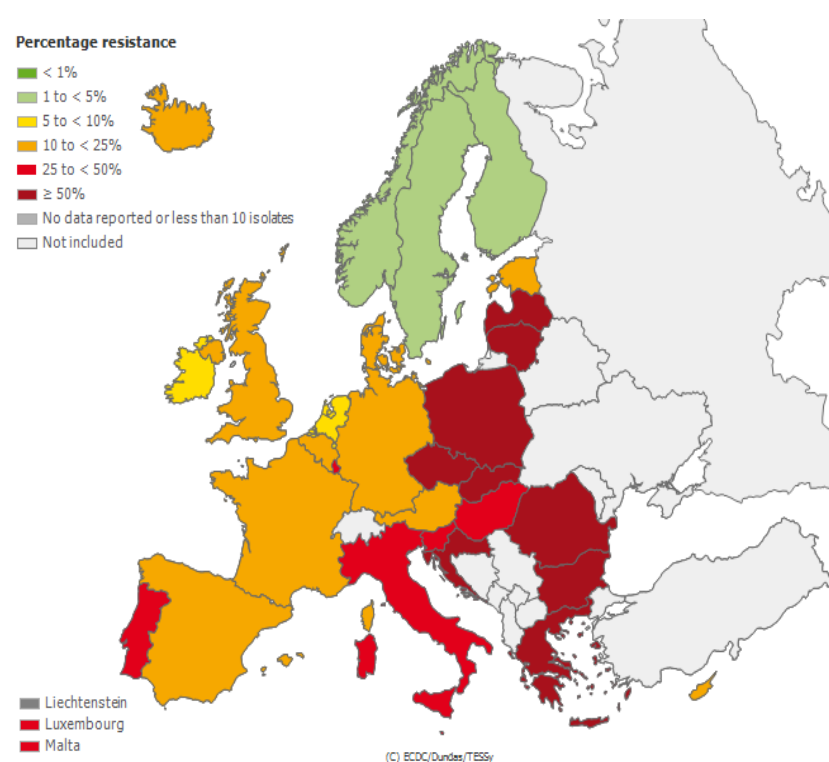 Percentage resistance
< 1%
1 to < 5%
5 to < 10%
10 to < 25%
25 to < 50%
≥ 50%
No data reported or less than 10 isolates
Not included
Liechtenstein
Luxembourg
Malta
(C) ECDC/Dundas/TESSy